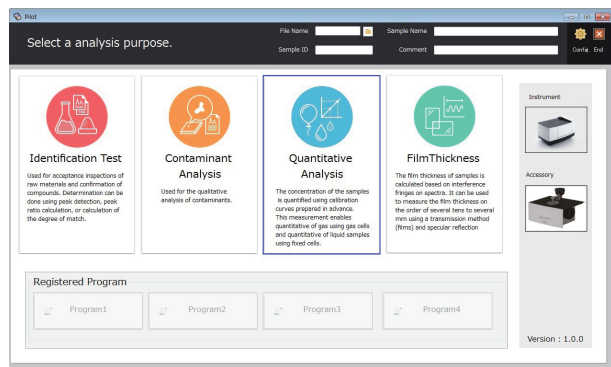 Pilot
Select a analysis purpose.
File Name
Sample Name
Sample ID
Comment
Config. End
Identification Test
Used for acceptance inspections of
raw materials and confirmation of
compounds. Determination can be
done using peak detection, peak
ratio calculation, or calculation of
the degree of match.
Contaminant
Analysis
Used for the qualitative
analysis of contaminants.
Quantitative
Analysis
The concentration of the samples
is quantified using calibration
curves prepared in advance.
This measurement enables
quantitative of gas using gas cells
and quantitative of liquid samples
using fixed cells.
FilmThickness
The film thickness of samples is
calculated based on interference
fringes on spectra. It can be used
to measure the film thickness on
the order of several tens to several
mm using a transmission method
(films) and specular reflection
Instrument
Accessory
Registered Program
Program1
Program2
Program3
Program4
Version : 1.0.0